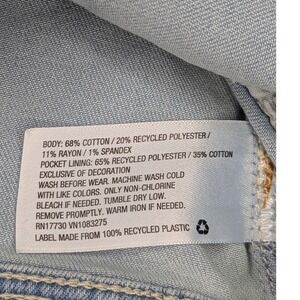 BODY: 68% COTTON / 20% RECYCLED POLYESTER /
11% RAYON / 1% SPANDEX
POCKET LINING: 65% RECYCLED POLYESTER / 35% COTTON
EXCLUSIVE OF DECORATION
WASH BEFORE WEAR. MACHINE WASH COLD
WITH LIKE COLORS. ONLY NON-CHLORINE
BLEACH IF NEEDED. TUMBLE DRY LOW.
REMOVE PROMPTLY. WARM IRON IF NEEDED.
RN17730 VN1083275
LABEL MADE FROM 100% RECYCLED PLASTIC